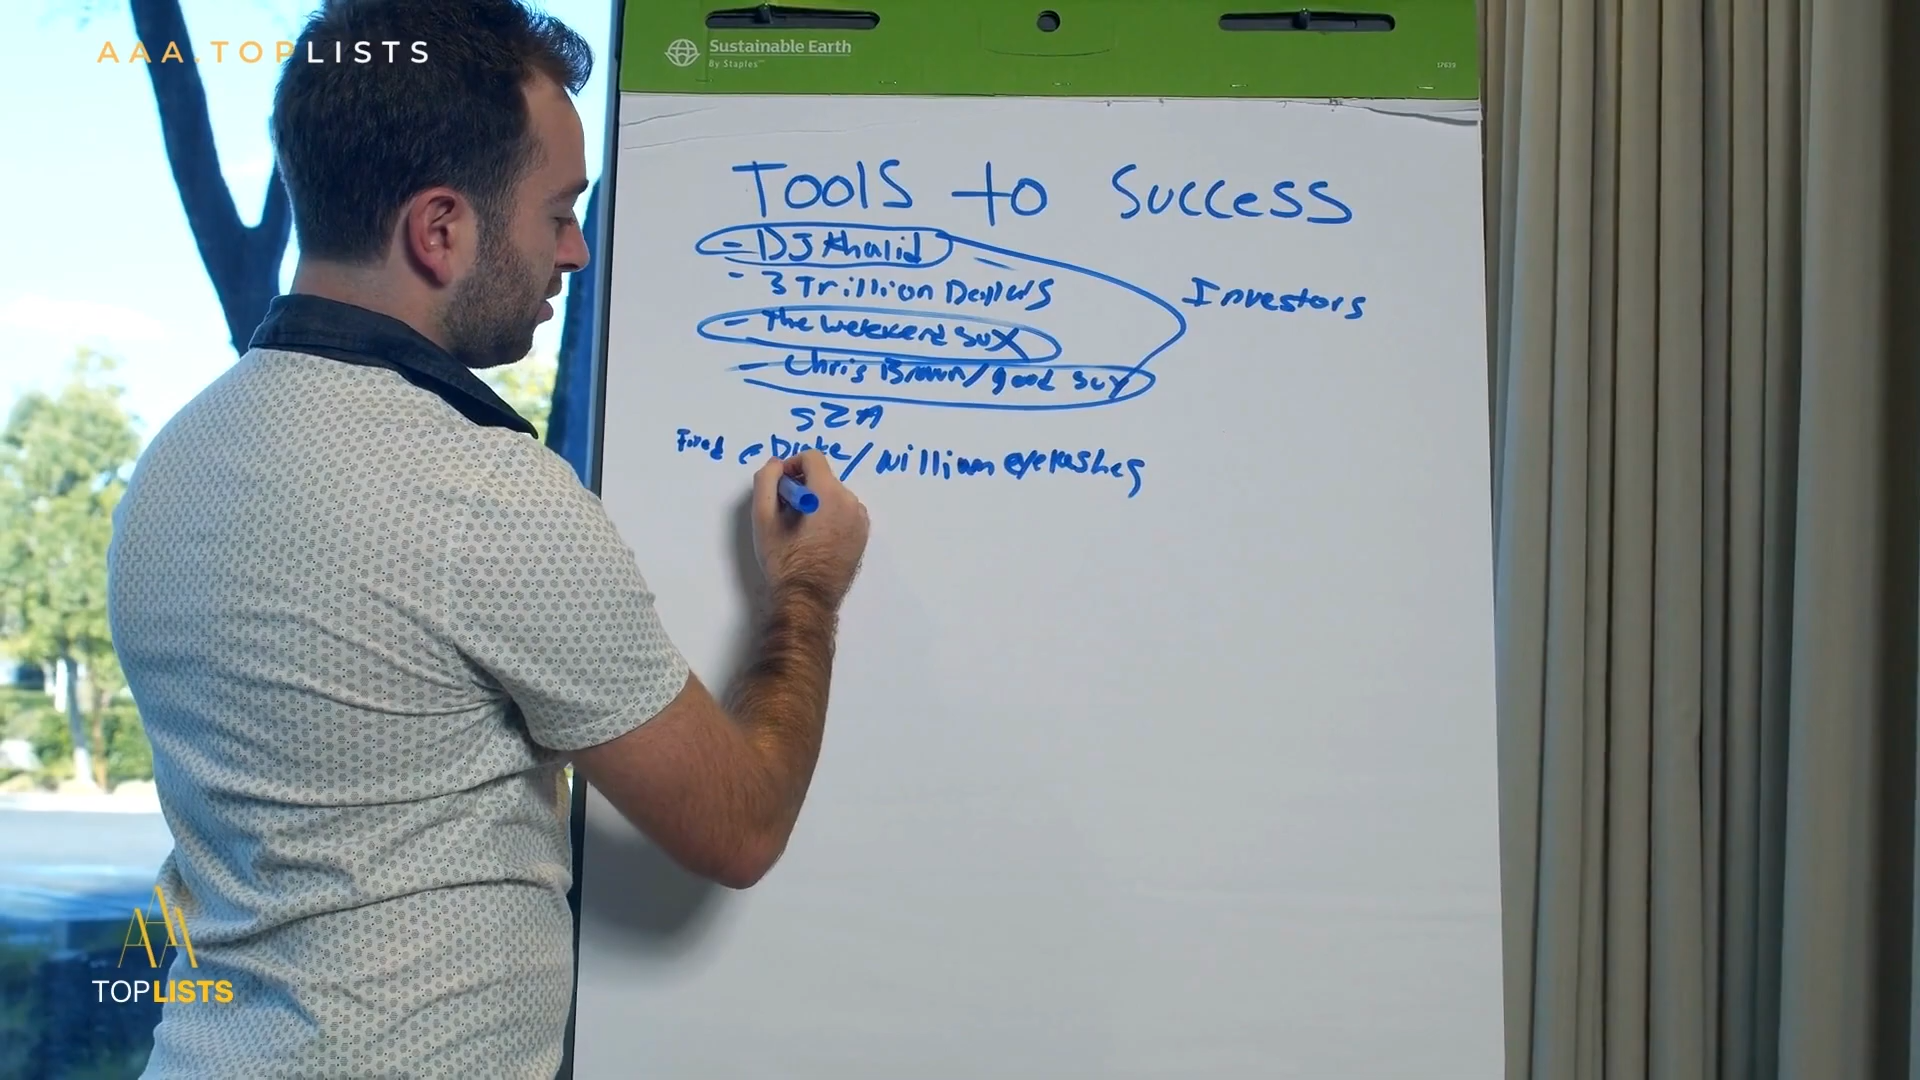 AAA.TOPLISTS
Sustainable Earth
By Staples
17639
Tools to Success
- DJ Khalid
- 3 Trillion Dollars
Investors
- The weekend sux
- Chris Brown/good guy
SZA
Drake/William eyelashes
TOPLISTS